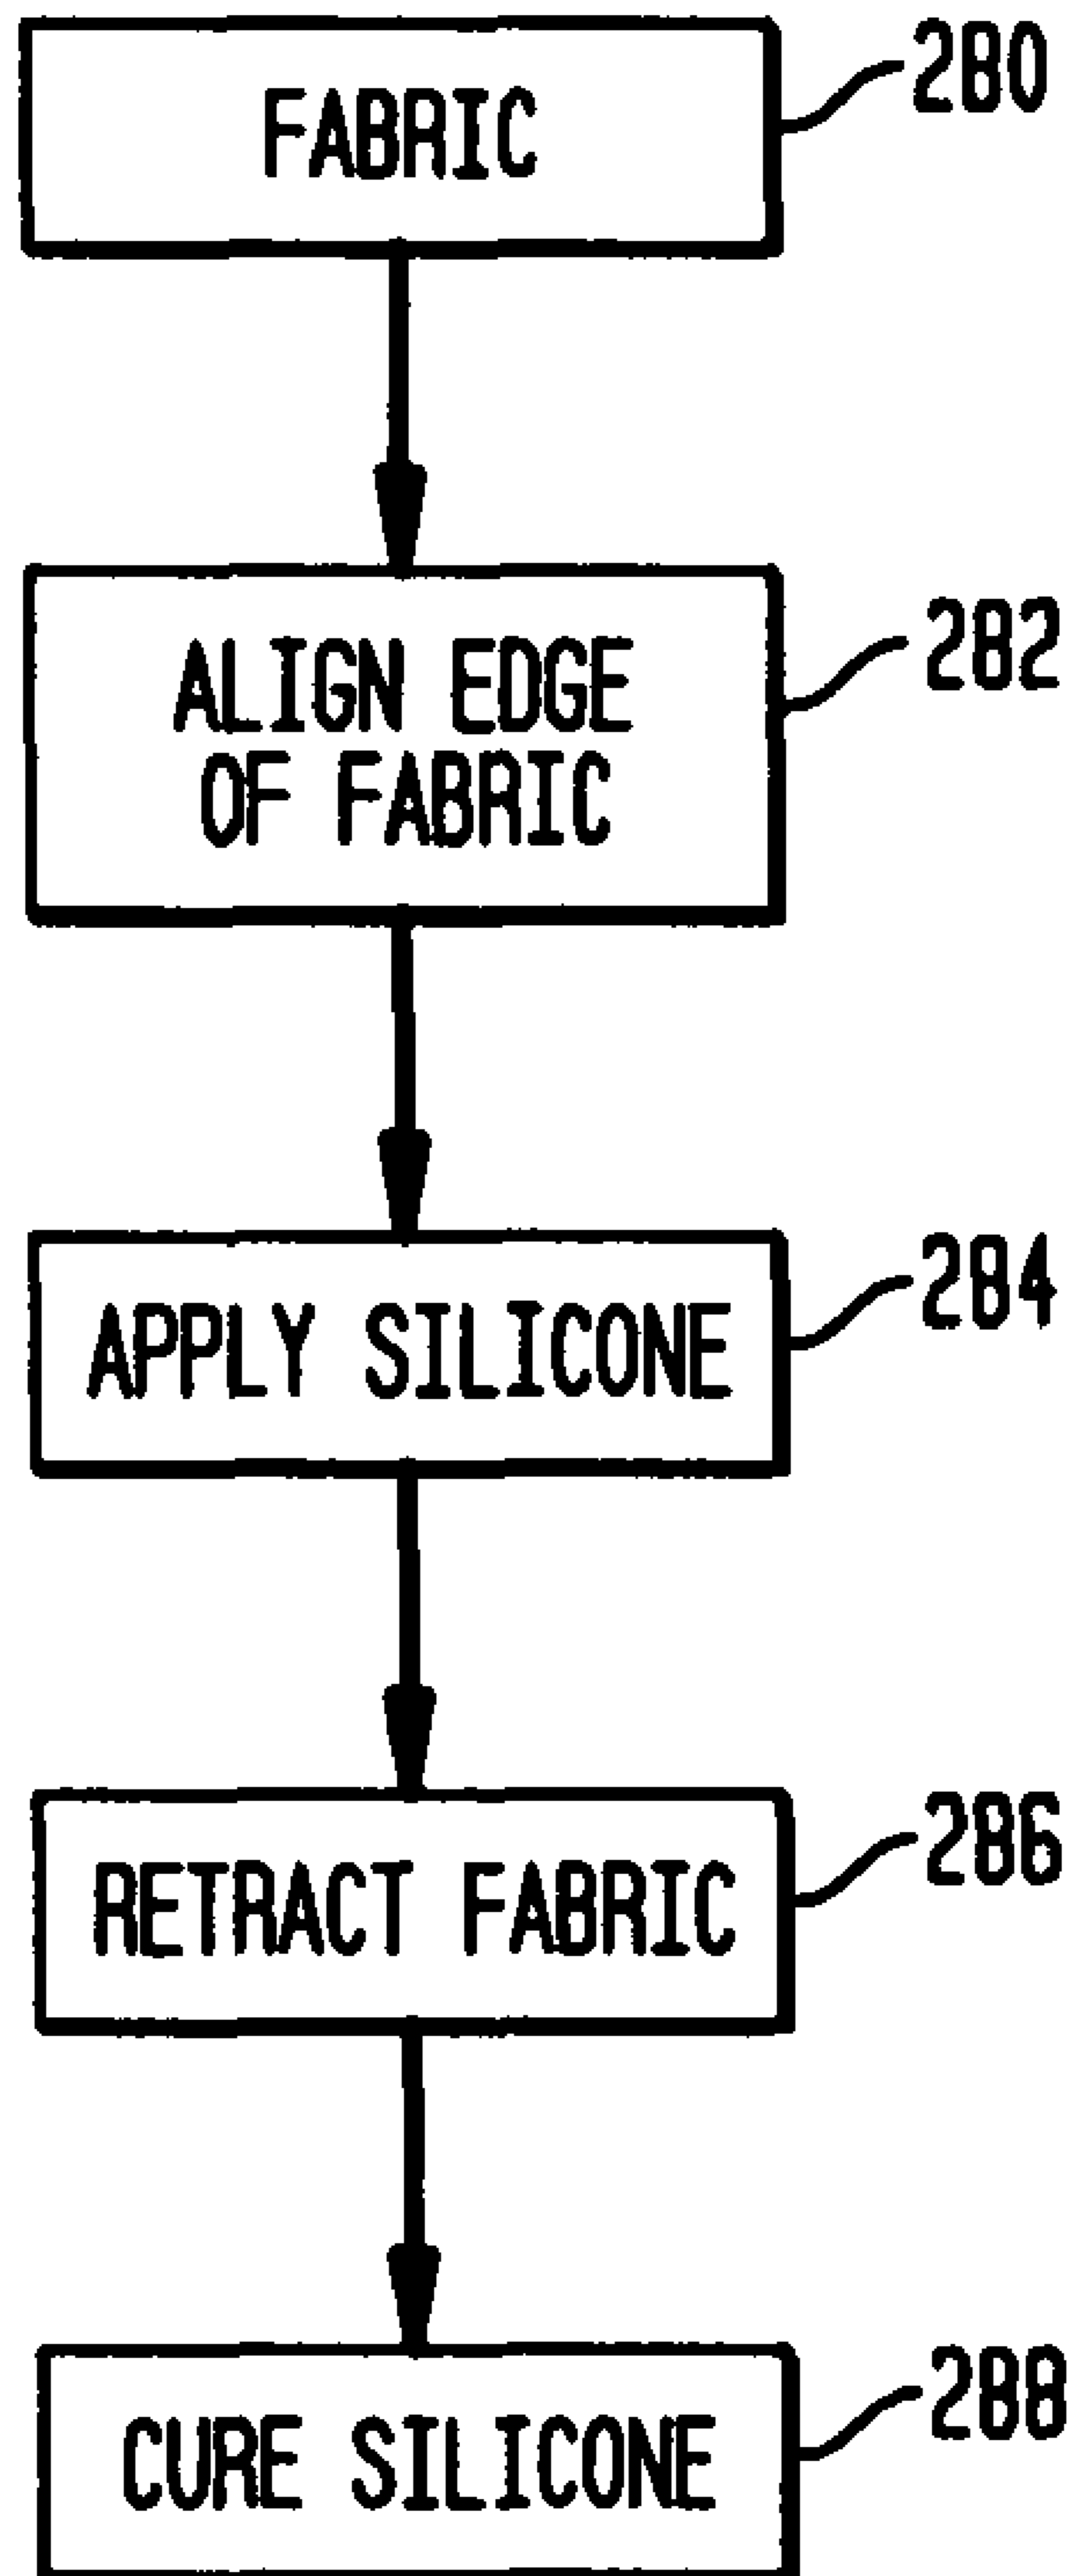 FABRIC
280
ALIGN EDGE
OF FABRIC
282
APPLY SILICONE
284
RETRACT FABRIC
286
CURE SILICONE
288